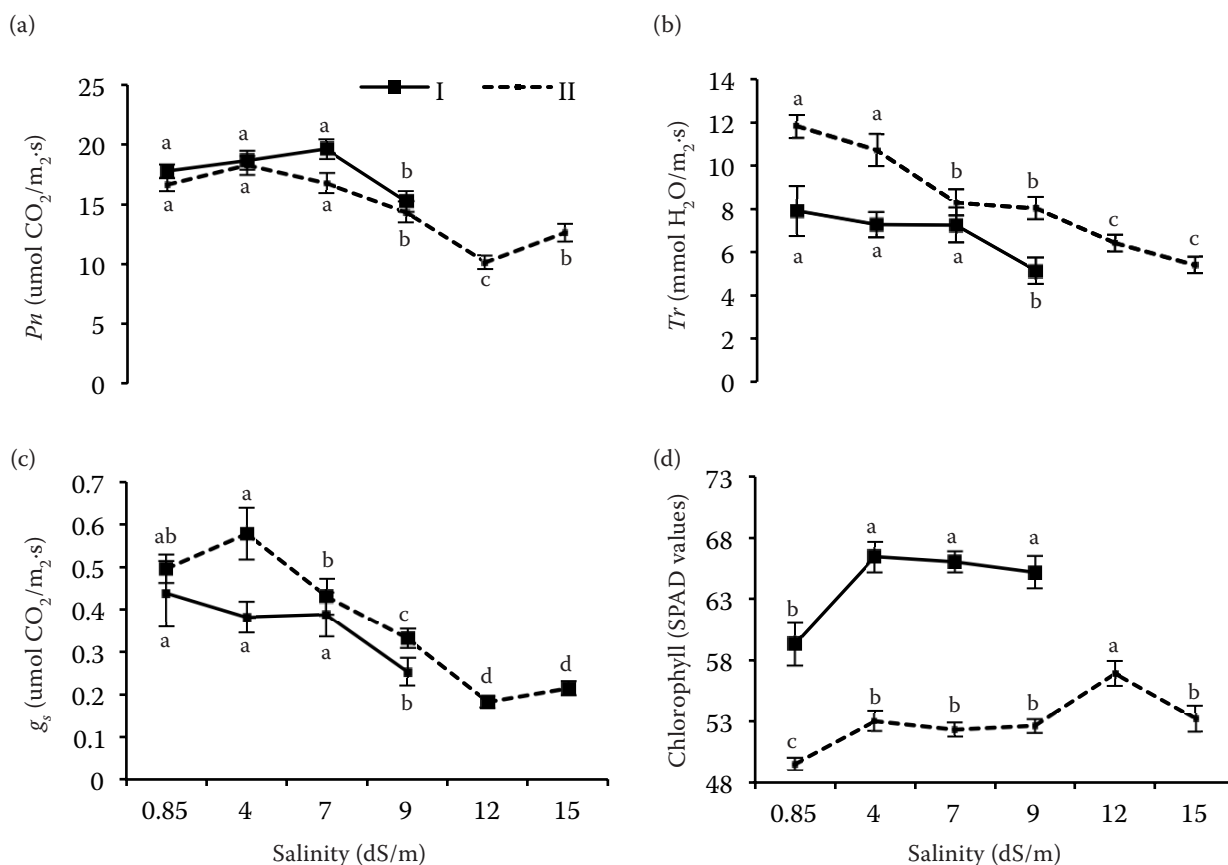 (a)
25
20
15
10
5
0
Pn (umol CO₂/m₂·s)
I II
a a a b
a a a b c b
(b)
14
12
10
8
6
4
2
0
Tr (mmol H₂O/m₂·s)
a a b b c c
a a a b
(c)
0.7
0.6
0.5
0.4
0.3
0.2
0.1
0
gₛ (umol CO₂/m₂·s)
ab a b c d d
a a a b
0.85 4 7 9 12 15
Salinity (dS/m)
(d)
73
68
63
58
53
48
Chlorophyll (SPAD values)
b a a a
c b b b a b
0.85 4 7 9 12 15
Salinity (dS/m)